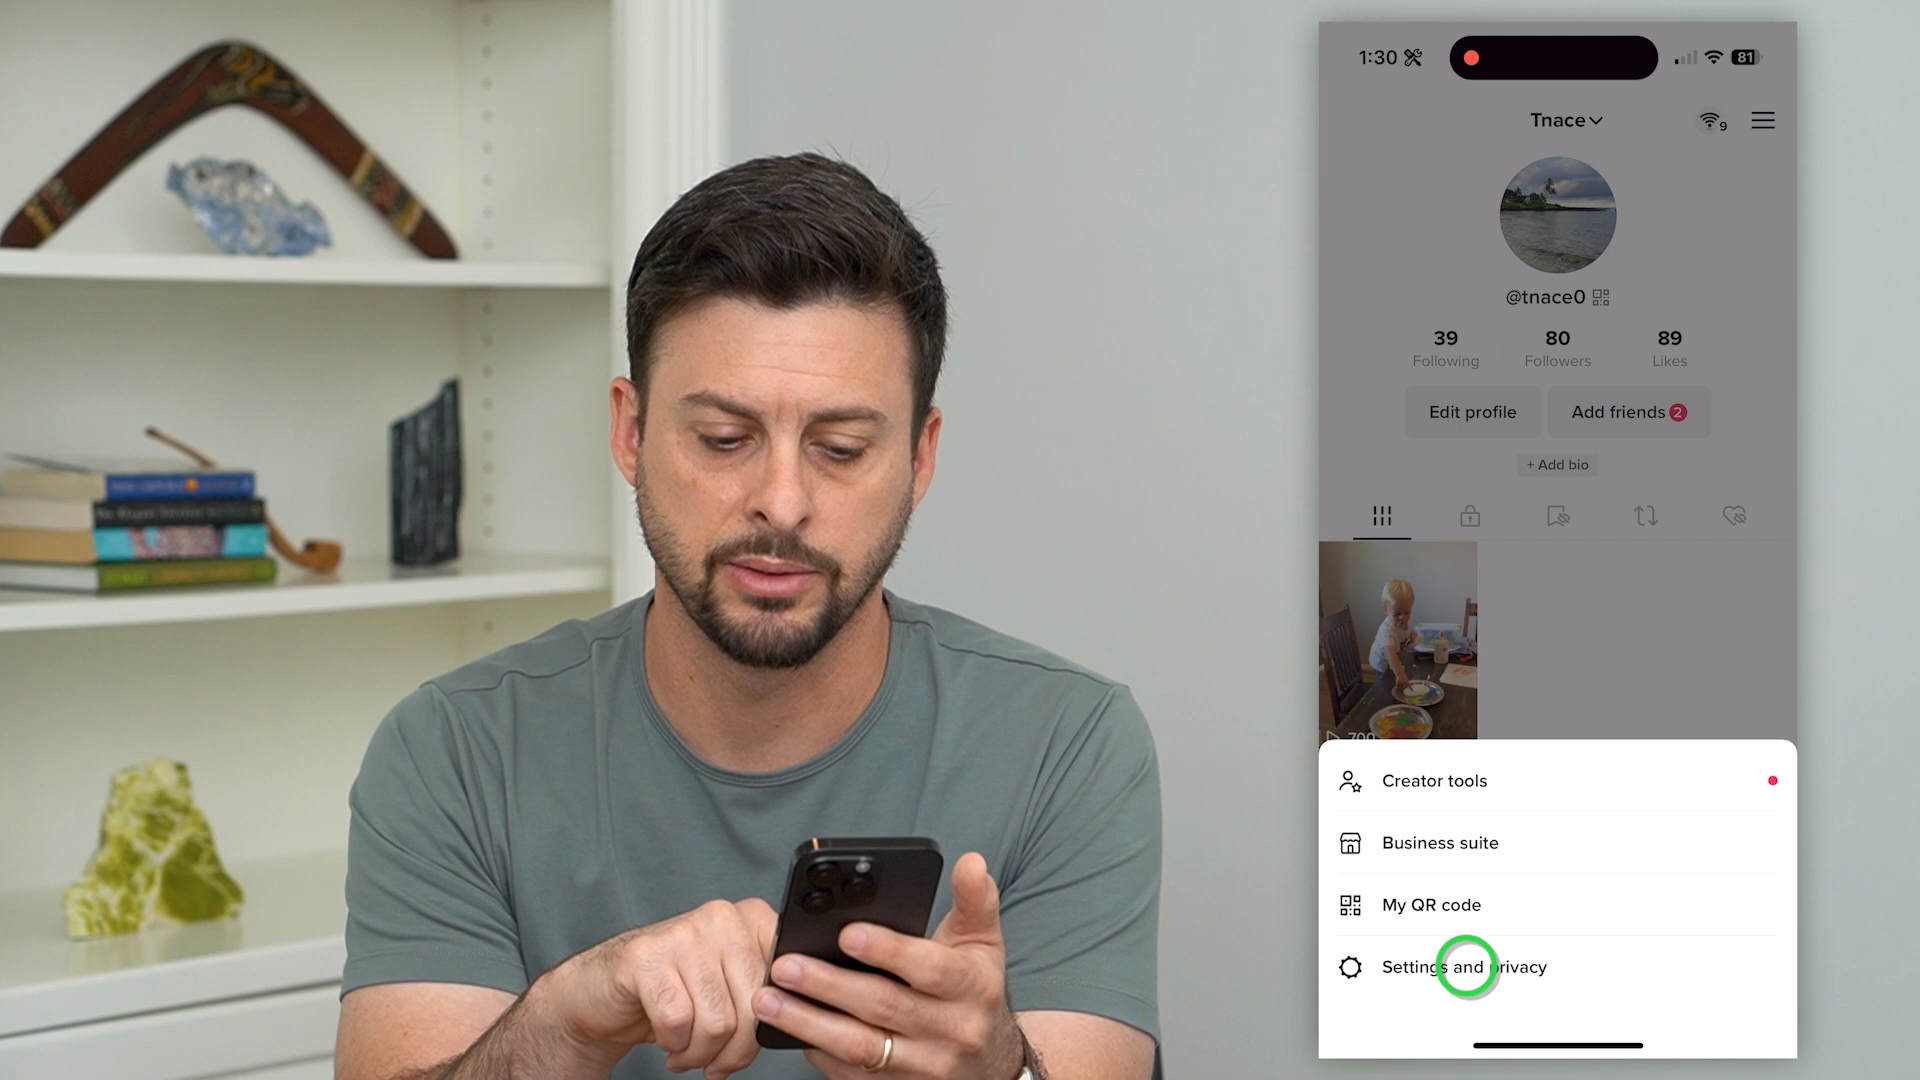 1:30
81
Tnace
9
@tnace0
39 80 89
Following Followers Likes
Edit profile Add friends 2
+ Add bio
700
Creator tools
Business suite
My QR code
Settings and privacy